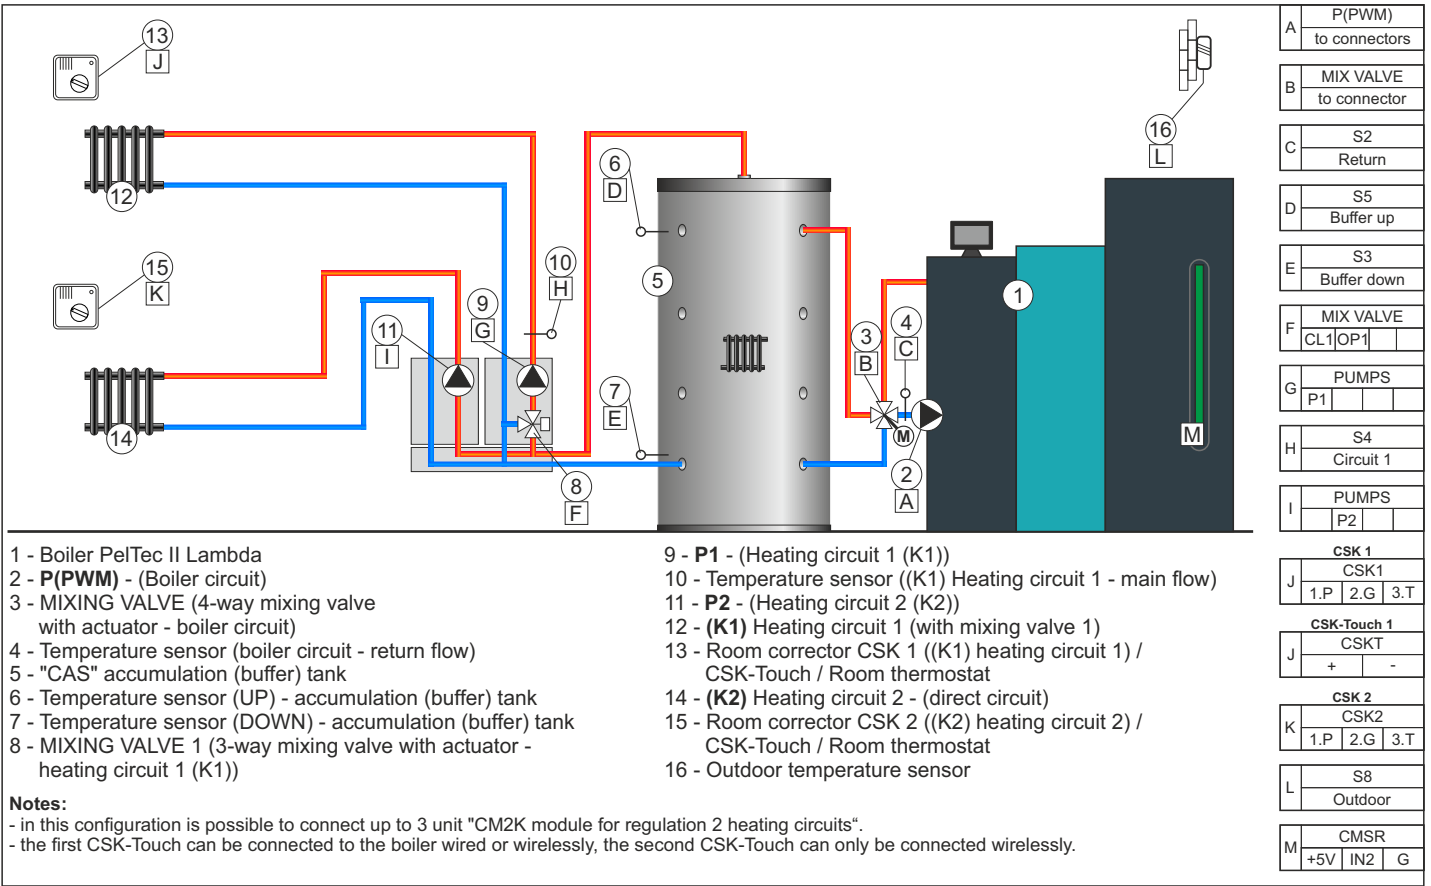 13
J
12
15
K
14
11
I
9
G
10
H
8
F
6
D
5
7
E
3
B
4
C
M
2
A
1
16
L
M
1 - Boiler PelTec II Lambda
2 - P(PWM) - (Boiler circuit)
3 - MIXING VALVE (4-way mixing valve
with actuator - boiler circuit)
4 - Temperature sensor (boiler circuit - return flow)
5 - "CAS" accumulation (buffer) tank
6 - Temperature sensor (UP) - accumulation (buffer) tank
7 - Temperature sensor (DOWN) - accumulation (buffer) tank
8 - MIXING VALVE 1 (3-way mixing valve with actuator -
heating circuit 1 (K1))
9 - P1 - (Heating circuit 1 (K1))
10 - Temperature sensor ((K1) Heating circuit 1 - main flow)
11 - P2 - (Heating circuit 2 (K2))
12 - (K1) Heating circuit 1 (with mixing valve 1)
13 - Room corrector CSK 1 ((K1) heating circuit 1) /
CSK-Touch / Room thermostat
14 - (K2) Heating circuit 2 - (direct circuit)
15 - Room corrector CSK 2 ((K2) heating circuit 2) /
CSK-Touch / Room thermostat
16 - Outdoor temperature sensor
Notes:
- in this configuration is possible to connect up to 3 unit "CM2K module for regulation 2 heating circuits“.
- the first CSK-Touch can be connected to the boiler wired or wirelessly, the second CSK-Touch can only be connected wirelessly.
A
P(PWM)
to connectors
B
MIX VALVE
to connector
C
S2
Return
D
S5
Buffer up
E
S3
Buffer down
F
MIX VALVE
CL1 OP1
G
PUMPS
P1
H
S4
Circuit 1
I
PUMPS
P2
CSK 1
J
CSK1
1.P 2.G 3.T
CSK-Touch 1
J
CSKT
+ -
CSK 2
K
CSK2
1.P 2.G 3.T
L
S8
Outdoor
M
CMSR
+5V IN2 G